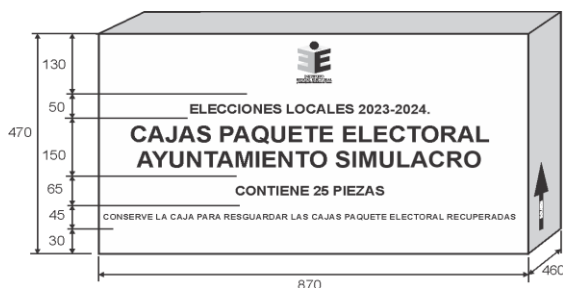 130
50
470
150
65
45
30
ELECCIONES LOCALES 2023-2024.
CAJAS PAQUETE ELECTORAL
AYUNTAMIENTO SIMULACRO
CONTIENE 25 PIEZAS
CONSERVE LA CAJA PARA RESGUARDAR LAS CAJAS PAQUETE ELECTORAL RECUPERADAS
870
460